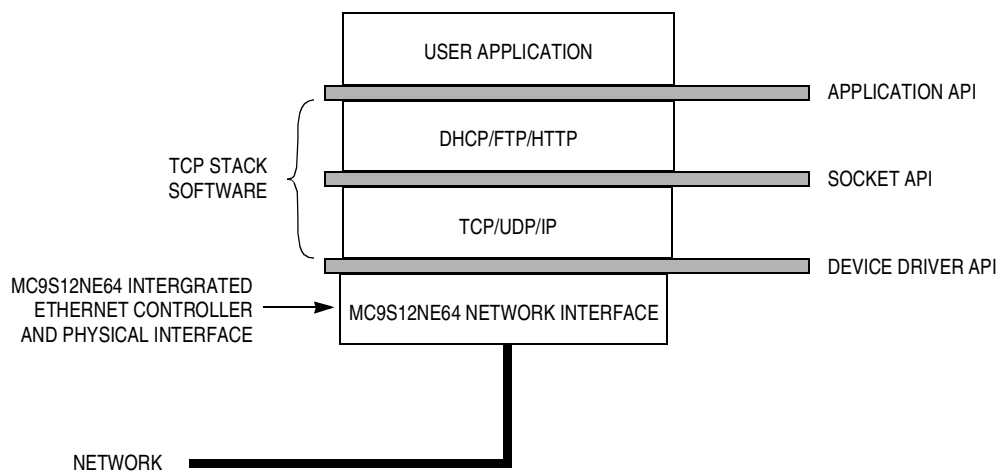 USER APPLICATION
APPLICATION API
DHCP/FTP/HTTP
TCP STACK
SOFTWARE
SOCKET API
TCP/UDP/IP
DEVICE DRIVER API
MC9S12NE64 INTERGRATED
ETHERNET CONTROLLER
AND PHYSICAL INTERFACE
MC9S12NE64 NETWORK INTERFACE
NETWORK